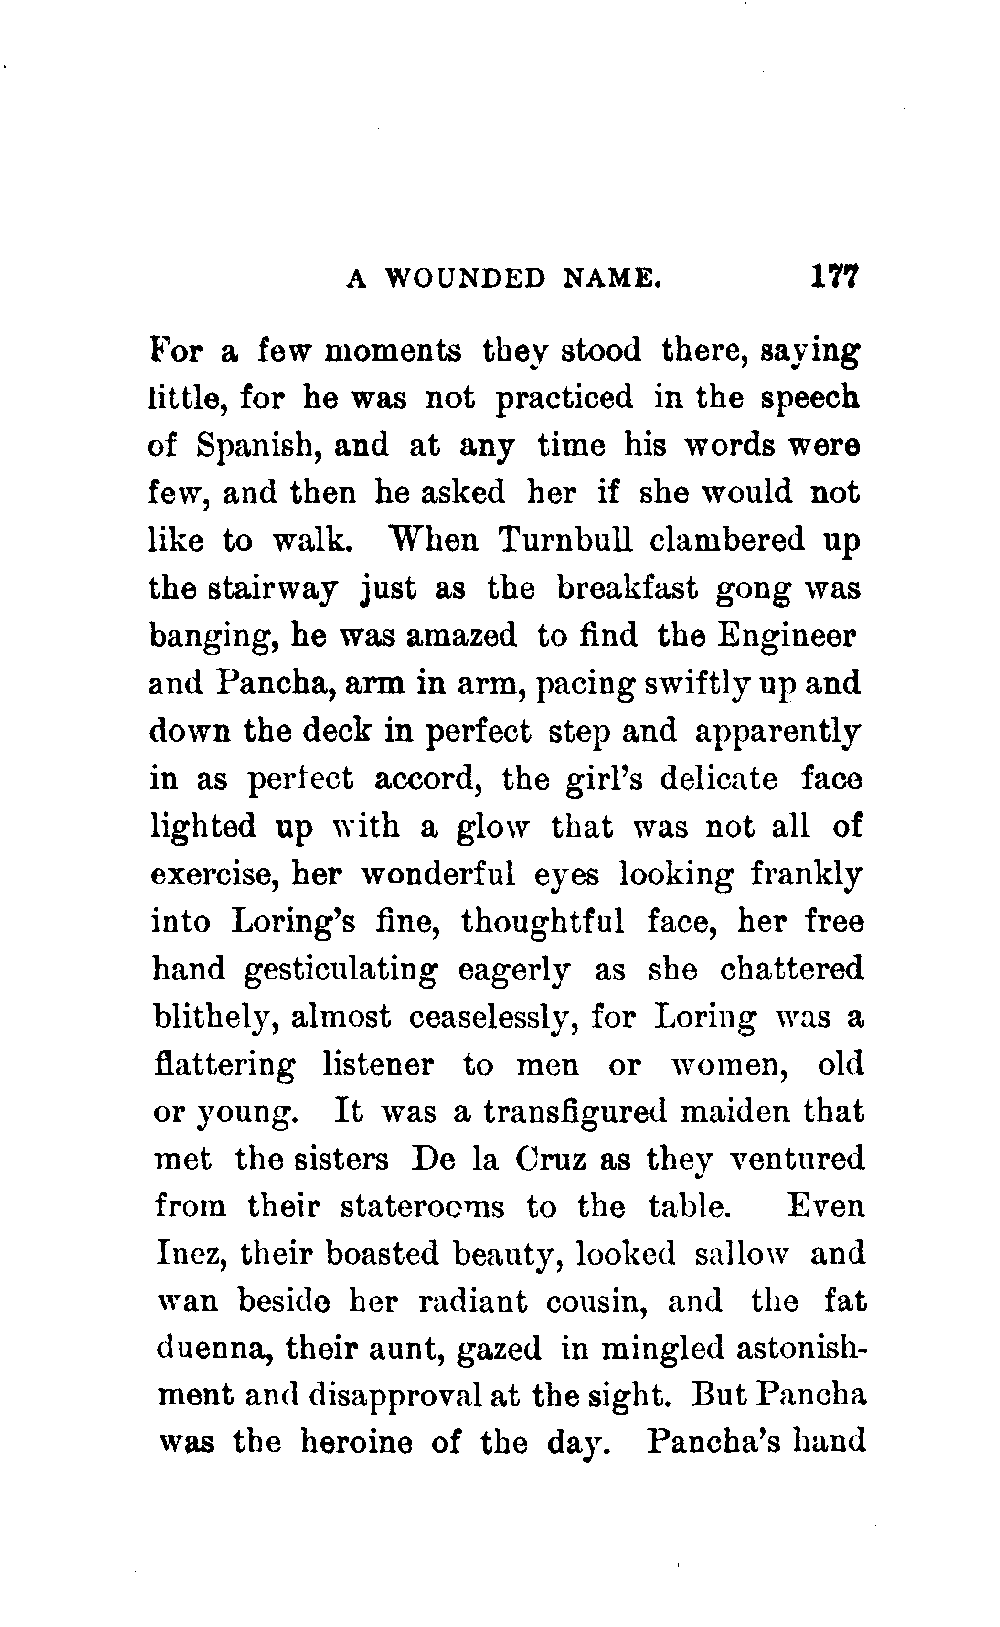 A WOUNDED NAME. 177
For a few moments they stood there, saying
little, for he was not practiced in the speech
of Spanish, and at any time his words were
few, and then he asked her if she would not
like to walk. When Turnbull clambered up
the stairway just as the breakfast gong was
banging, he was amazed to find the Engineer
and Pancha, arm in arm, pacing swiftly up and
down the deck in perfect step and apparently
in as perfect accord, the girl's delicate face
lighted up with a glow that was not all of
exercise, her wonderful eyes looking frankly
into Loring's fine, thoughtful face, her free
hand gesticulating eagerly as she chattered
blithely, almost ceaselessly, for Loring was a
flattering listener to men or women, old
or young. It was a transfigured maiden that
met the sisters De la Cruz as they ventured
from their staterooms to the table. Even
Inez, their boasted beauty, looked sallow and
wan beside her radiant cousin, and the fat
duenna, their aunt, gazed in mingled astonish-
ment and disapproval at the sight. But Pancha
was the heroine of the day. Pancha's hand